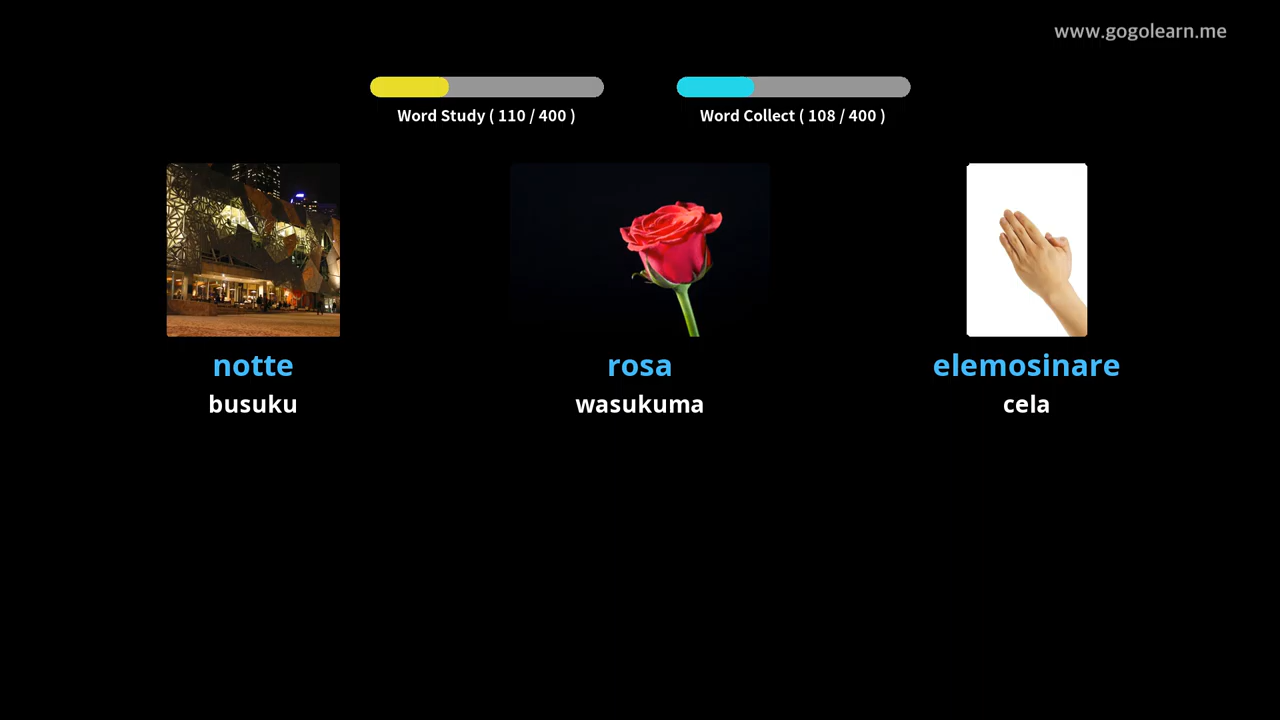 www.gogolearn.me
Word Study ( 110 / 400 )
Word Collect ( 108 / 400 )
notte
rosa
elemosinare
busuku
wasukuma
cela